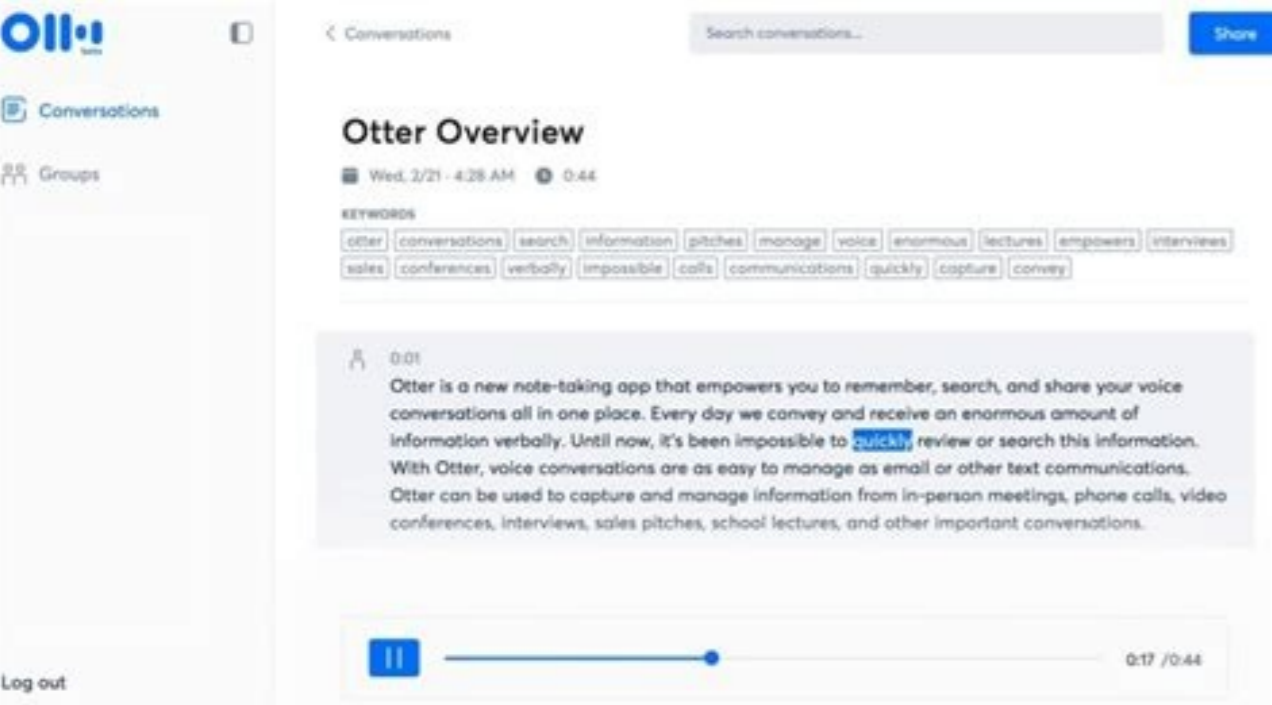 beta
< Conversations
Search conversations...
Share
Conversations
Groups
Otter Overview
Wed, 2/21 · 4:28 AM 0:44
KEYWORDS
otter conversations search information pitches manage voice enormous lectures empowers interviews
sales conferences verbally impossible calls communications quickly capture convey
0:01
Otter is a new note-taking app that empowers you to remember, search, and share your voice
conversations all in one place. Every day we convey and receive an enormous amount of
information verbally. Until now, it's been impossible to quickly review or search this information.
With Otter, voice conversations are as easy to manage as email or other text communications.
Otter can be used to capture and manage information from in-person meetings, phone calls, video
conferences, interviews, sales pitches, school lectures, and other important conversations.
0:17 /0:44
Log out